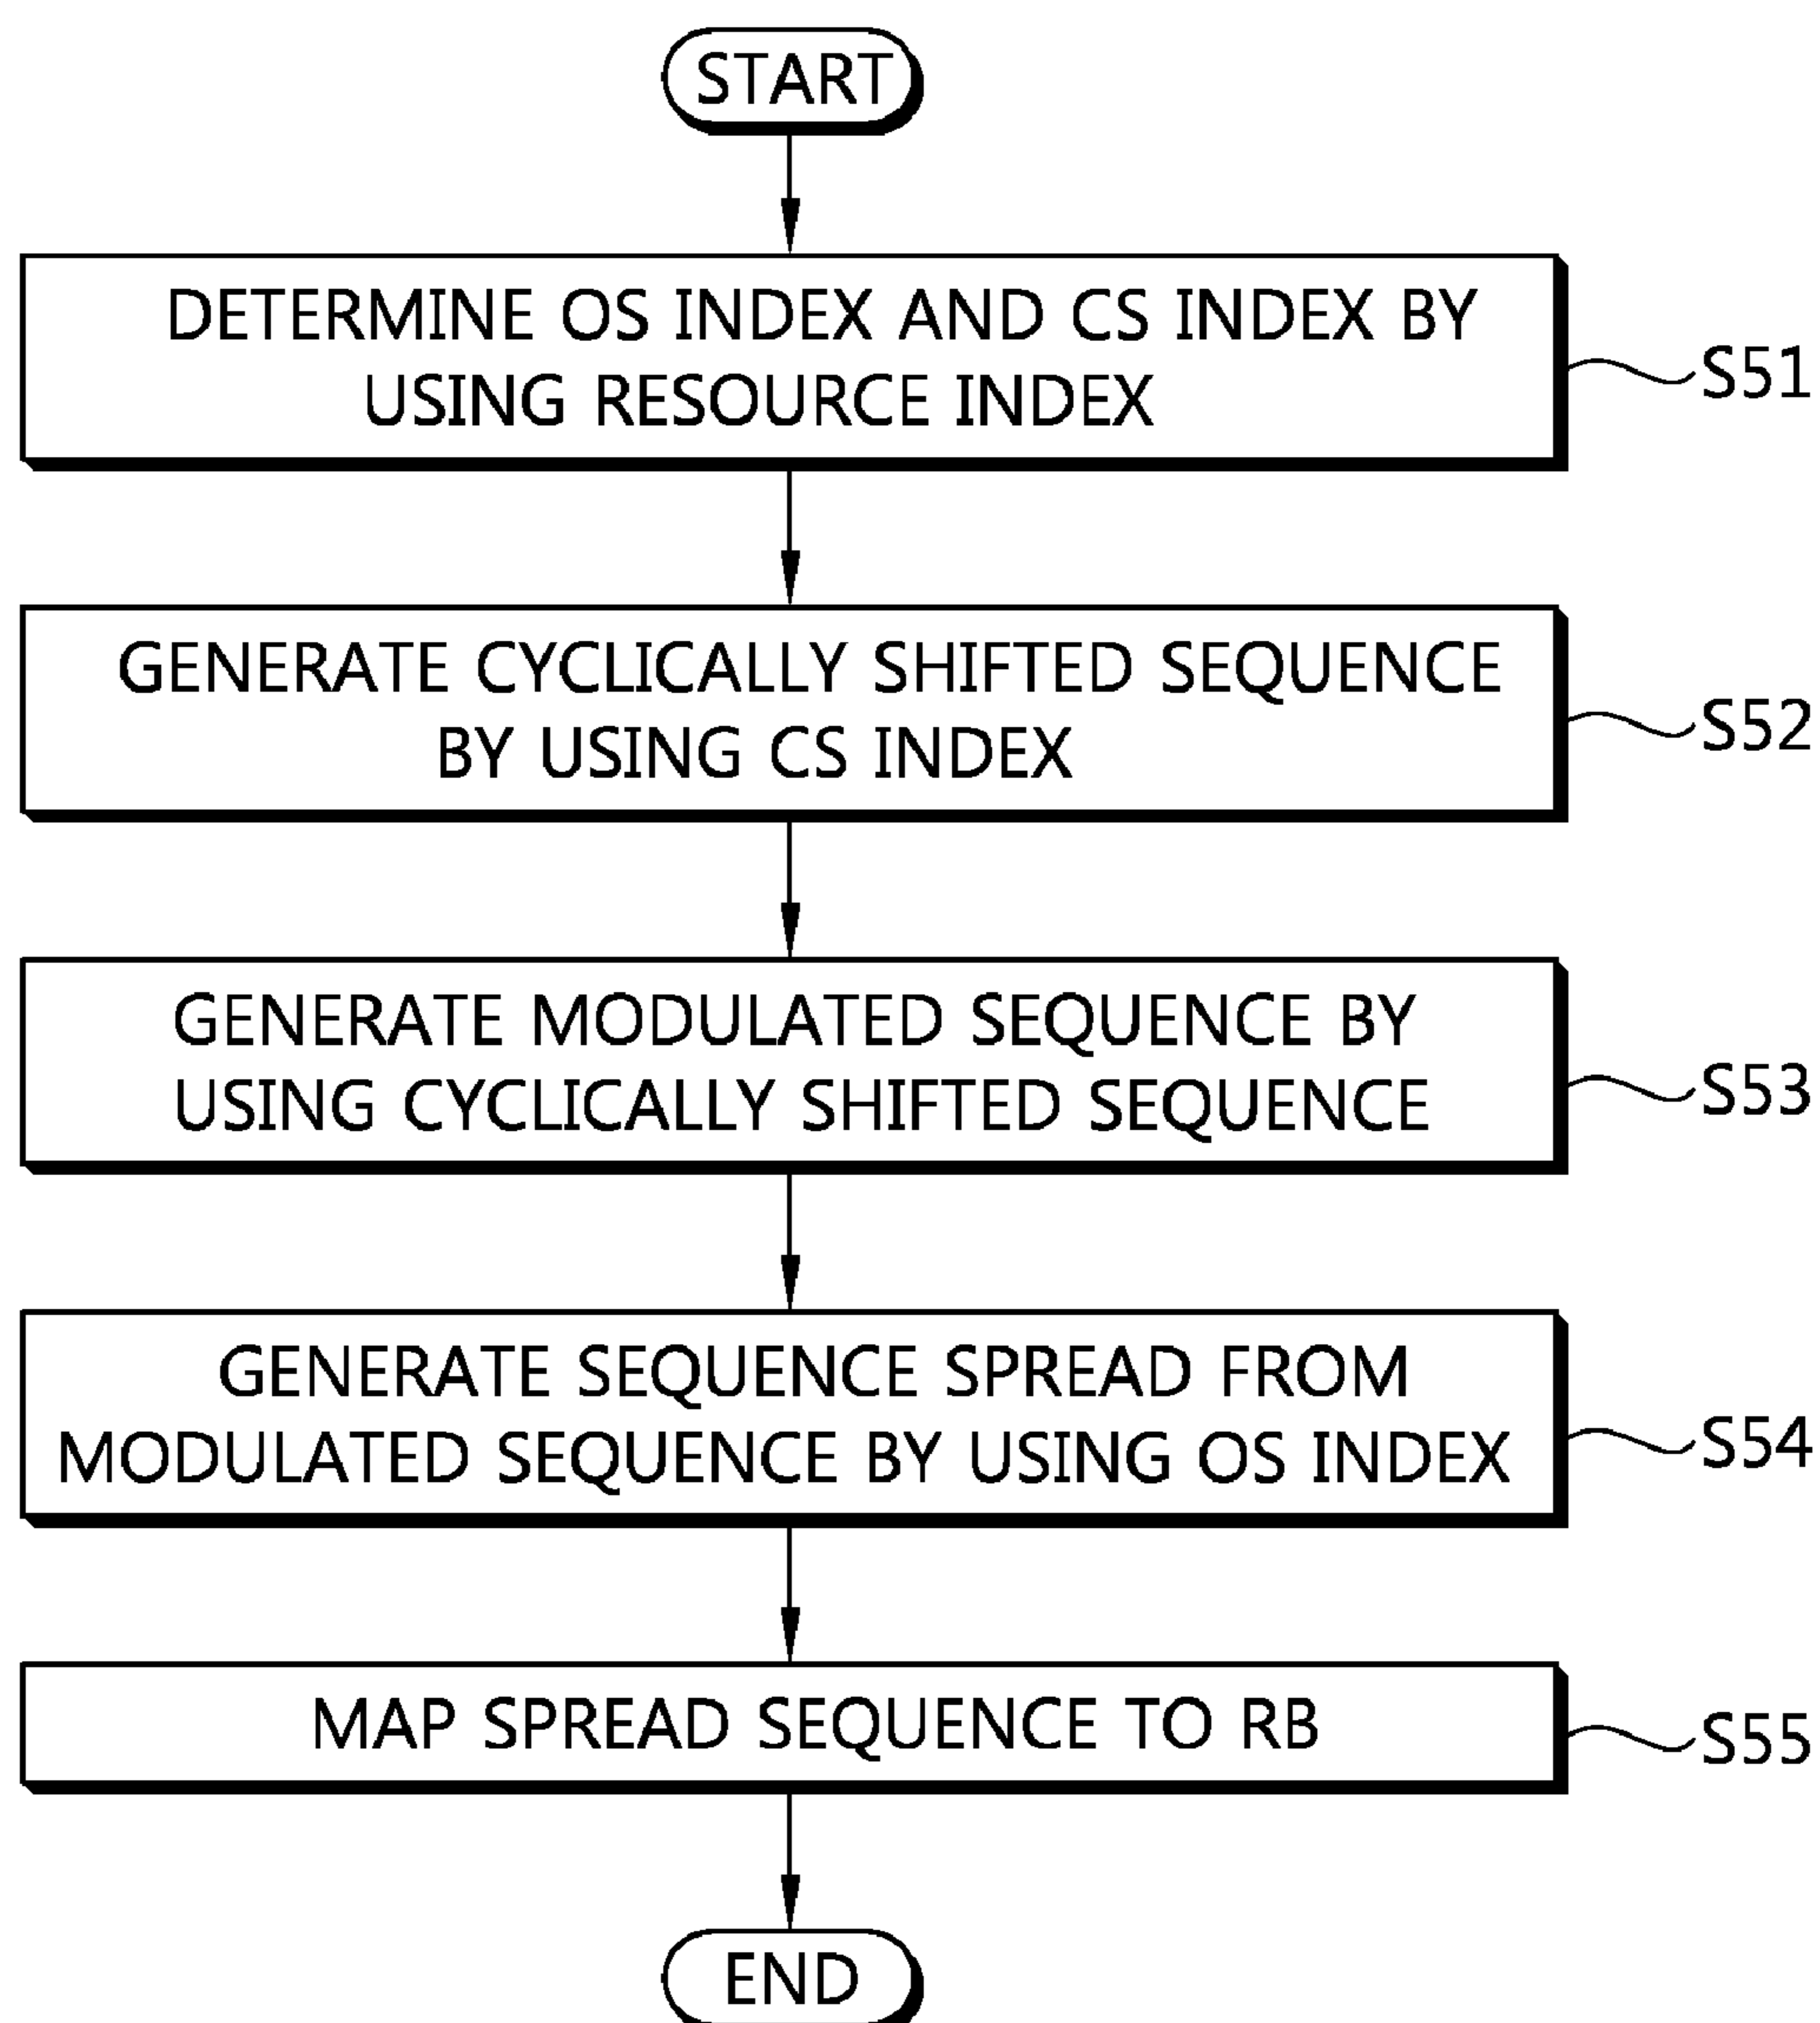 START
DETERMINE OS INDEX AND CS INDEX BY
USING RESOURCE INDEX
S51
GENERATE CYCLICALLY SHIFTED SEQUENCE
BY USING CS INDEX
S52
GENERATE MODULATED SEQUENCE BY
USING CYCLICALLY SHIFTED SEQUENCE
S53
GENERATE SEQUENCE SPREAD FROM
MODULATED SEQUENCE BY USING OS INDEX
S54
MAP SPREAD SEQUENCE TO RB
S55
END